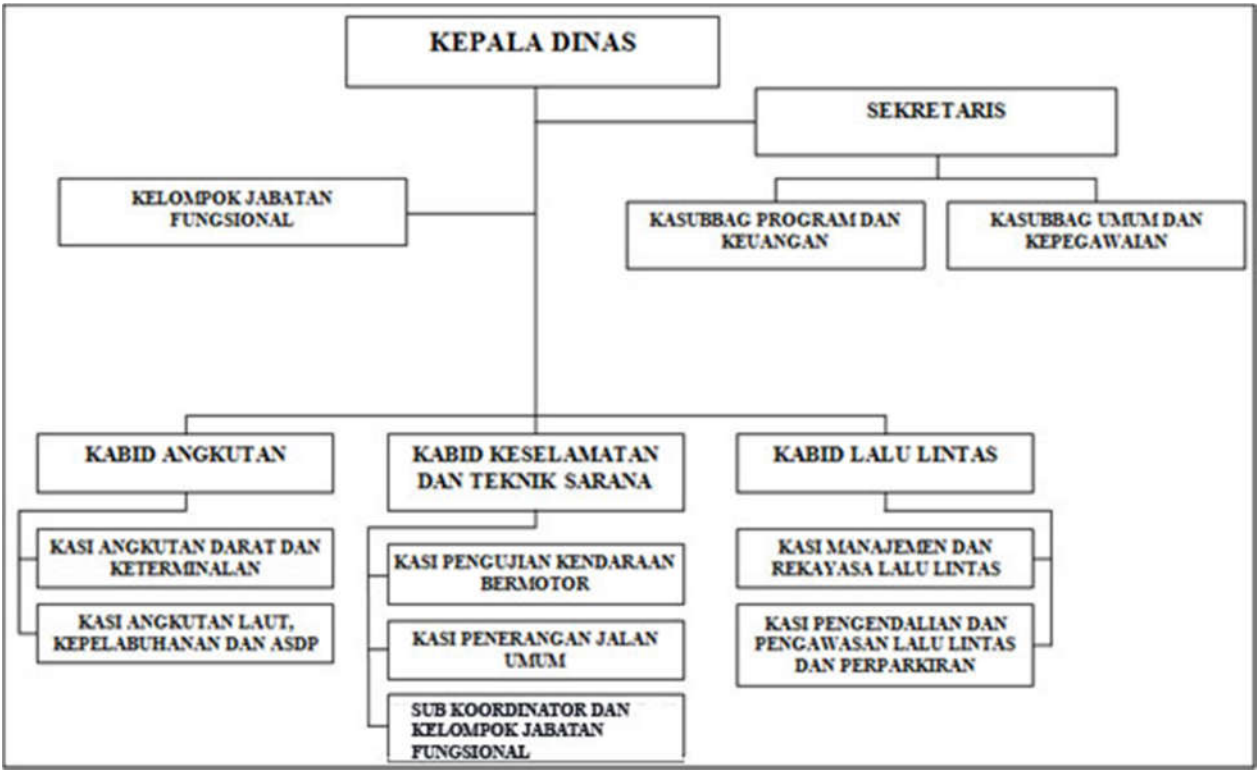 KEPALA DINAS
SEKRETARIS
KELOMPOK JABATAN
FUNGSIONAL
KASUBBAG PROGRAM DAN
KEUANGAN
KASUBBAG UMUM DAN
KEPEGAWAIAN
KABID ANGKUTAN
KASI ANGKUTAN DARAT DAN
KETERMINALAN
KASI ANGKUTAN LAUT,
KEPELABUHANAN DAN ASDP
KABID KESELAMATAN
DAN TEKNIK SARANA
KASI PENGUJIAN KENDARAAN
BERMOTOR
KASI PENERANGAN JALAN
UMUM
SUB KOORDINATOR DAN
KELOMPOK JABATAN
FUNGSIONAL
KABID LALU LINTAS
KASI MANAJEMEN DAN
REKAYASA LALU LINTAS
KASI PENGENDALIAN DAN
PENGAWASAN LALU LINTAS
DAN PERPARKIRAN